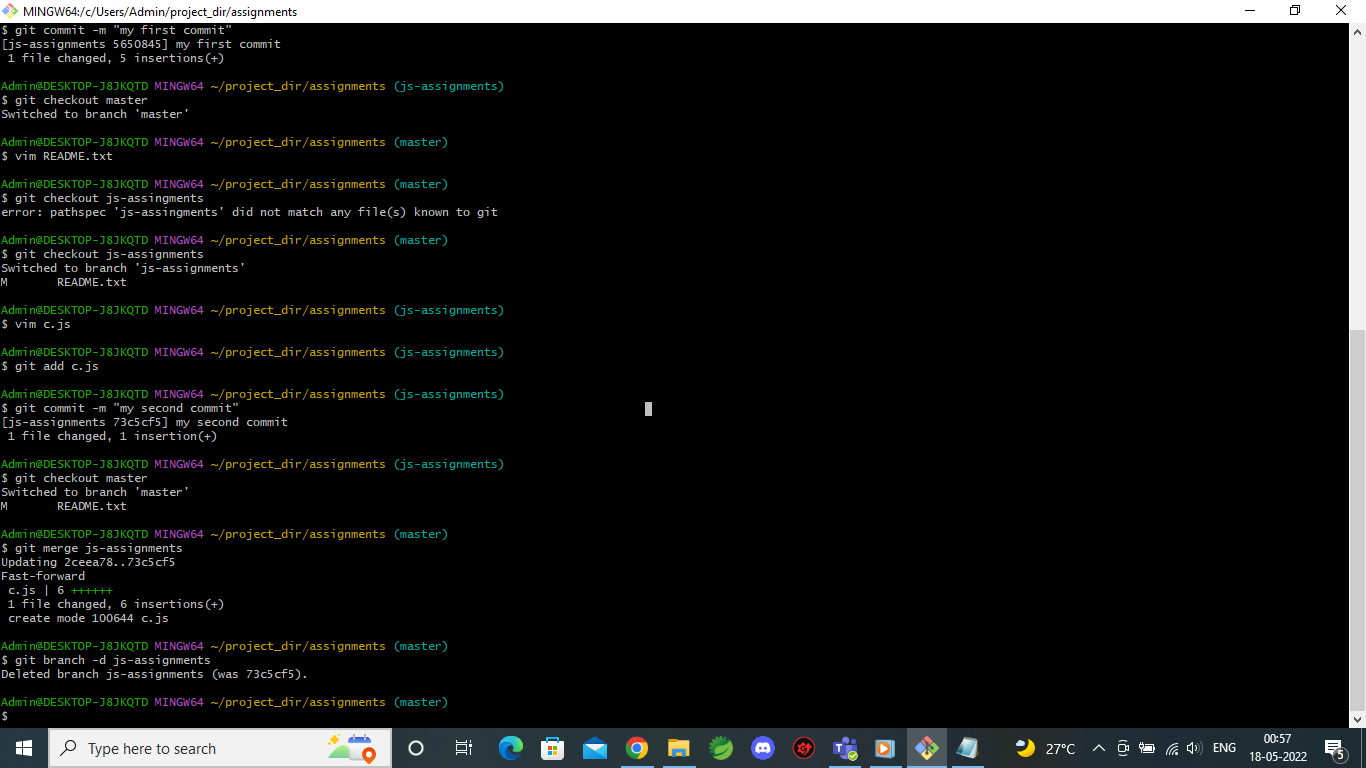 MINGW64:/c/Users/Admin/project_dir/assignments
$ git commit -m "my first commit"
[js-assignments 5650845] my first commit
 1 file changed, 5 insertions(+)
Admin@DESKTOP-J8JKQTD MINGW64 ~/project_dir/assignments (js-assignments)
$ git checkout master
Switched to branch 'master'
Admin@DESKTOP-J8JKQTD MINGW64 ~/project_dir/assignments (master)
$ vim README.txt
Admin@DESKTOP-J8JKQTD MINGW64 ~/project_dir/assignments (master)
$ git checkout js-assingments
error: pathspec 'js-assingments' did not match any file(s) known to git
Admin@DESKTOP-J8JKQTD MINGW64 ~/project_dir/assignments (master)
$ git checkout js-assignments
Switched to branch 'js-assignments'
M       README.txt
Admin@DESKTOP-J8JKQTD MINGW64 ~/project_dir/assignments (js-assignments)
$ vim c.js
Admin@DESKTOP-J8JKQTD MINGW64 ~/project_dir/assignments (js-assignments)
$ git add c.js
Admin@DESKTOP-J8JKQTD MINGW64 ~/project_dir/assignments (js-assignments)
$ git commit -m "my second commit"
[js-assignments 73c5cf5] my second commit
 1 file changed, 1 insertion(+)
Admin@DESKTOP-J8JKQTD MINGW64 ~/project_dir/assignments (js-assignments)
$ git checkout master
Switched to branch 'master'
M       README.txt
Admin@DESKTOP-J8JKQTD MINGW64 ~/project_dir/assignments (master)
$ git merge js-assignments
Updating 2ceea78..73c5cf5
Fast-forward
 c.js | 6 ++++++
 1 file changed, 6 insertions(+)
 create mode 100644 c.js
Admin@DESKTOP-J8JKQTD MINGW64 ~/project_dir/assignments (master)
$ git branch -d js-assignments
Deleted branch js-assignments (was 73c5cf5).
Admin@DESKTOP-J8JKQTD MINGW64 ~/project_dir/assignments (master)
$
Type here to search
27°C
ENG
00:57
18-05-2022
5